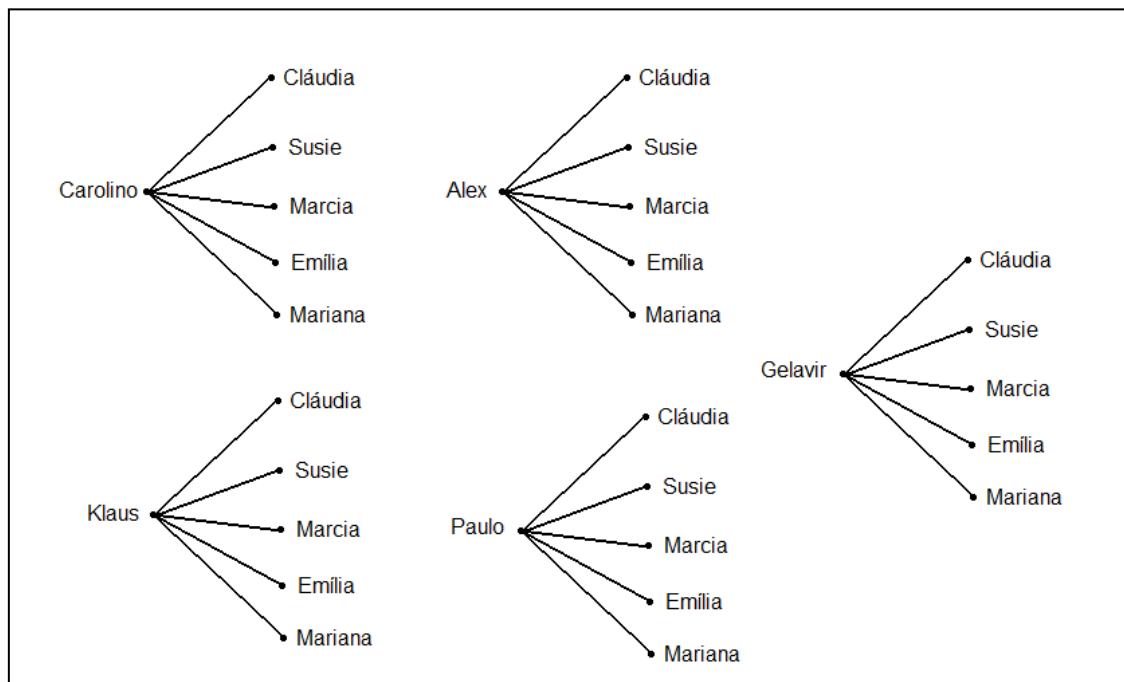 Cláudia
Susie
Carolino
Marcia
Emília
Mariana
Cláudia
Susie
Alex
Marcia
Emília
Mariana
Cláudia
Susie
Gelavir
Marcia
Emília
Mariana
Cláudia
Susie
Klaus
Marcia
Emília
Mariana
Cláudia
Susie
Paulo
Marcia
Emília
Mariana